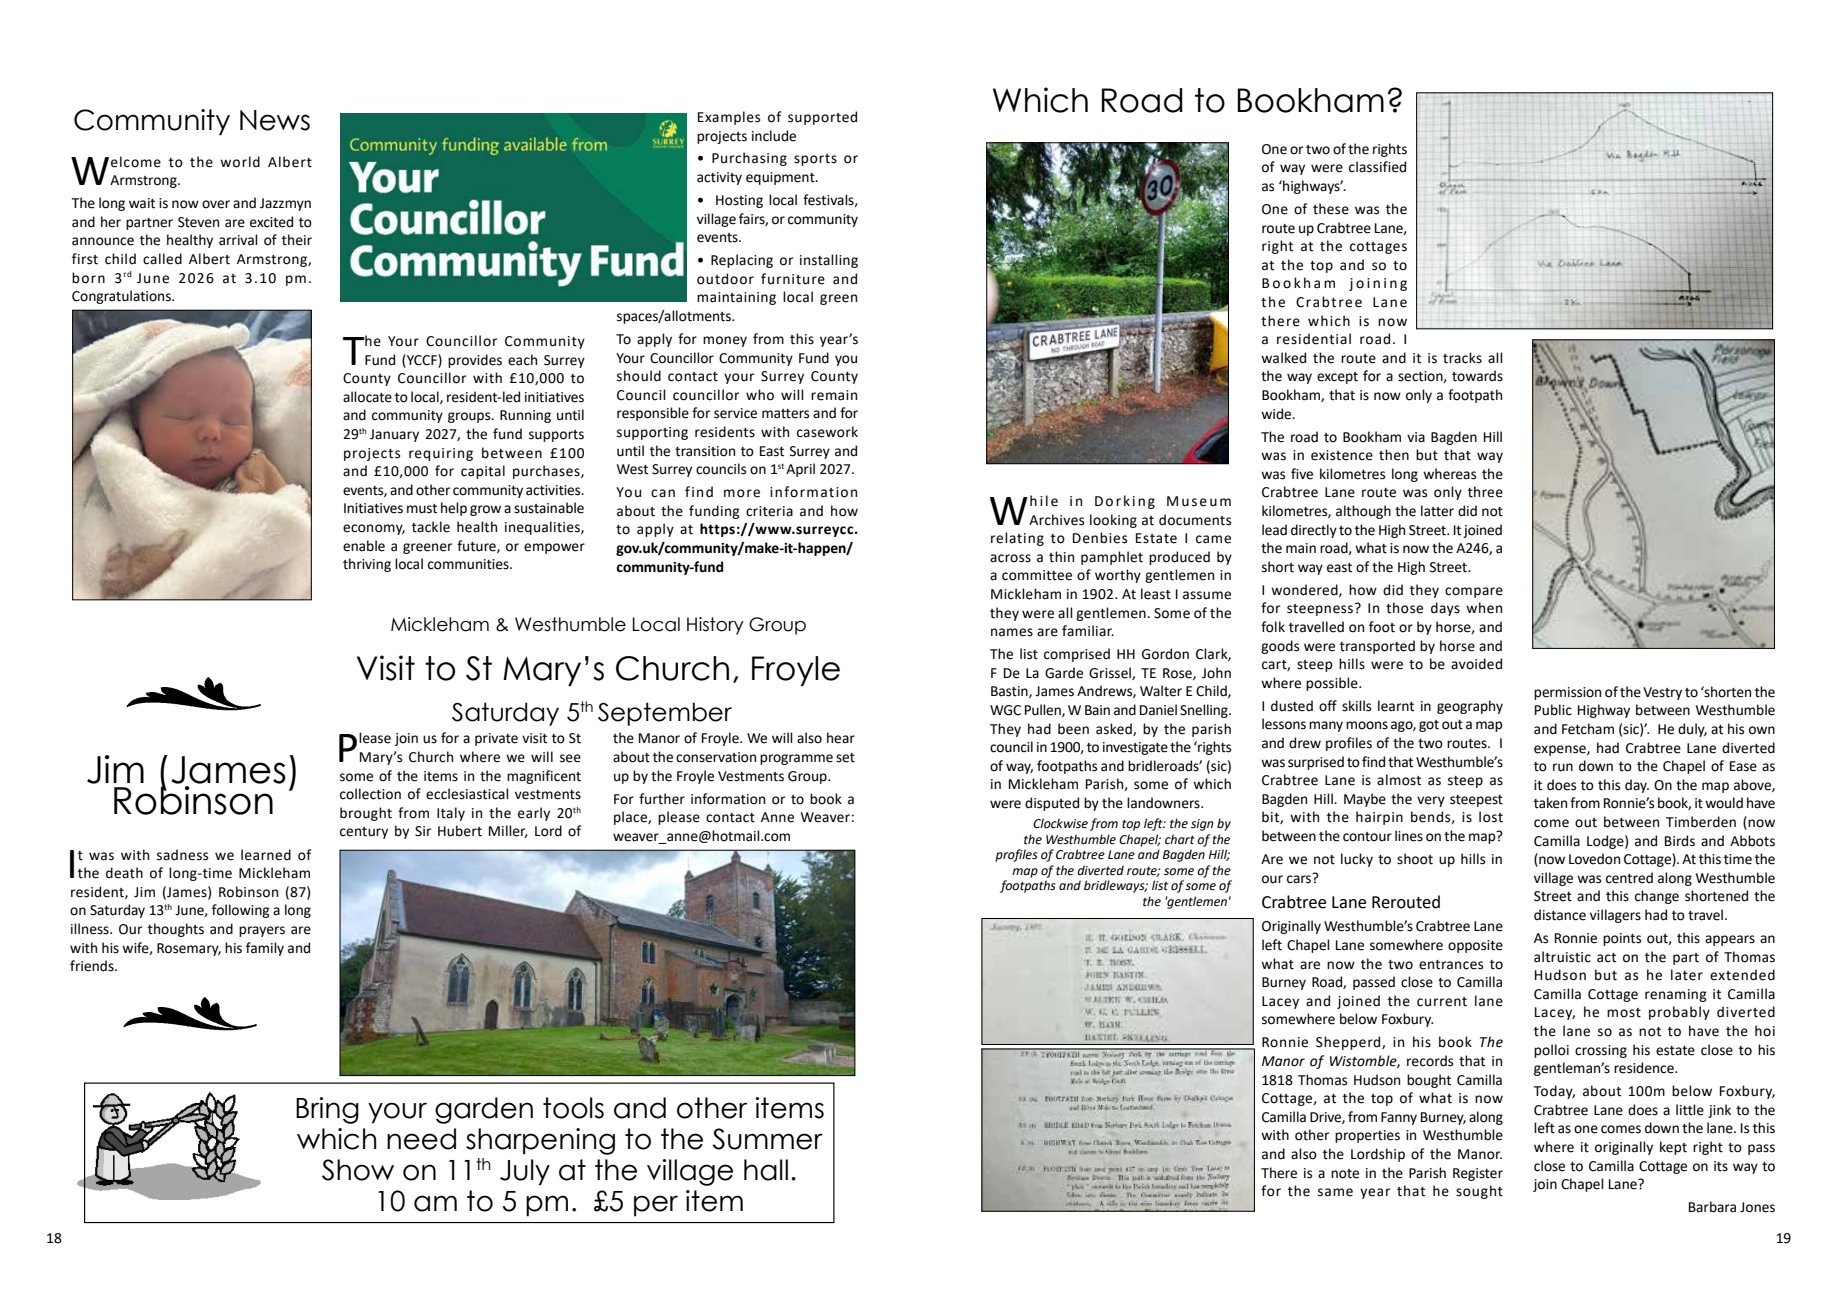 Community News
Welcome to the world Albert
Armstrong.
The long wait is now over and Jazzmyn
and her partner Steven are excited to
announce the healthy arrival of their
first child called Albert Armstrong,
born 3rd June 2026 at 3.10 pm.
Congratulations.
Jim (James)
Robinson
It was with sadness we learned of
the death of long-time Mickleham
resident, Jim (James) Robinson (87)
on Saturday 13th June, following a long
illness. Our thoughts and prayers are
with his wife, Rosemary, his family and
friends.
Community funding available from
SURREY
Your
Councillor
Community Fund
The Your Councillor Community
Fund (YCCF) provides each Surrey
County Councillor with £10,000 to
allocate to local, resident-led initiatives
and community groups. Running until
29th January 2027, the fund supports
projects requiring between £100
and £10,000 for capital purchases,
events, and other community activities.
Initiatives must help grow a sustainable
economy, tackle health inequalities,
enable a greener future, or empower
thriving local communities.
Examples of supported
projects include
• Purchasing sports or
activity equipment.
• Hosting local festivals,
village fairs, or community
events.
• Replacing or installing
outdoor furniture and
maintaining local green
spaces/allotments.
To apply for money from this year's
Your Councillor Community Fund you
should contact your Surrey County
Council councillor who will remain
responsible for service matters and for
supporting residents with casework
until the transition to East Surrey and
West Surrey councils on 1st April 2027.
You can find more information
about the funding criteria and how
to apply at https://www.surreycc.
gov.uk/community/make-it-happen/
community-fund
Mickleham & Westhumble Local History Group
Visit to St Mary's Church, Froyle
Saturday 5th September
Please join us for a private visit to St
Mary's Church where we will see
some of the items in the magnificent
collection of ecclesiastical vestments
brought from Italy in the early 20th
century by Sir Hubert Miller, Lord of
the Manor of Froyle. We will also hear
about the conservation programme set
up by the Froyle Vestments Group.
For further information or to book a
place, please contact Anne Weaver:
weaver_anne@hotmail.com
Bring your garden tools and other items
which need sharpening to the Summer
Show on 11th July at the village hall.
10 am to 5 pm. £5 per item
18
Which Road to Bookham?
30
CRABTREE LANE
NO THROUGH ROAD
While in Dorking Museum
Archives looking at documents
relating to Denbies Estate I came
across a thin pamphlet produced by
a committee of worthy gentlemen in
Mickleham in 1902. At least I assume
they were all gentlemen. Some of the
names are familiar.
The list comprised HH Gordon Clark,
F De La Garde Grissel, TE Rose, John
Bastin, James Andrews, Walter E Child,
WGC Pullen, W Bain and Daniel Snelling.
They had been asked, by the parish
council in 1900, to investigate the 'rights
of way, footpaths and bridleroads' (sic)
in Mickleham Parish, some of which
were disputed by the landowners.
Clockwise from top left: the sign by
the Westhumble Chapel; chart of the
profiles of Crabtree Lane and Bagden Hill;
map of the diverted route; some of the
footpaths and bridleways; list of some of
the 'gentlemen'
H. H. GORDON CLARK, Chairman
F. DE LA GARDE GRISSELL.
T. E. ROSE.
JOHN BASTIN.
JAMES ANDREWS.
WALTER W. CHILD.
W. G. C. PULLEN.
W. BAIN.
DANIEL SNELLING.
One or two of the rights
of way were classified
as 'highways'.
One of these was the
route up Crabtree Lane,
right at the cottages
at the top and so to
Bookham joining
the Crabtree Lane
there which is now
a residential road. I
walked the route and it is tracks all
the way except for a section, towards
Bookham, that is now only a footpath
wide.
The road to Bookham via Bagden Hill
was in existence then but that way
was five kilometres long whereas the
Crabtree Lane route was only three
kilometres, although the latter did not
lead directly to the High Street. It joined
the main road, what is now the A246, a
short way east of the High Street.
I wondered, how did they compare
for steepness? In those days when
folk travelled on foot or by horse, and
goods were transported by horse and
cart, steep hills were to be avoided
where possible.
I dusted off skills learnt in geography
lessons many moons ago, got out a map
and drew profiles of the two routes. I
was surprised to find that Westhumble's
Crabtree Lane is almost as steep as
Bagden Hill. Maybe the very steepest
bit, with the hairpin bends, is lost
between the contour lines on the map?
Are we not lucky to shoot up hills in
our cars?
Crabtree Lane Rerouted
Originally Westhumble's Crabtree Lane
left Chapel Lane somewhere opposite
what are now the two entrances to
Burney Road, passed close to Camilla
Lacey and joined the current lane
somewhere below Foxbury.
Ronnie Shepperd, in his book The
Manor of Wistomble, records that in
1818 Thomas Hudson bought Camilla
Cottage, at the top of what is now
Camilla Drive, from Fanny Burney, along
with other properties in Westhumble
and also the Lordship of the Manor.
There is a note in the Parish Register
for the same year that he sought
Via Bagden Hill
A246
5km
Via Crabtree Lane
A246
permission of the Vestry to 'shorten the
Public Highway between Westhumble
and Fetcham (sic)'. He duly, at his own
expense, had Crabtree Lane diverted
to run down to the Chapel of Ease as
it does to this day. On the map above,
taken from Ronnie's book, it would have
come out between Timberden (now
Camilla Lodge) and Birds and Abbots
(now Lovedon Cottage). At this time the
village was centred along Westhumble
Street and this change shortened the
distance villagers had to travel.
As Ronnie points out, this appears an
altruistic act on the part of Thomas
Hudson but as he later extended
Camilla Cottage renaming it Camilla
Lacey, he most probably diverted
the lane so as not to have the hoi
polloi crossing his estate close to his
gentleman's residence.
Today, about 100m below Foxbury,
Crabtree Lane does a little jink to the
left as one comes down the lane. Is this
where it originally kept right to pass
close to Camilla Cottage on its way to
join Chapel Lane?
Barbara Jones
19